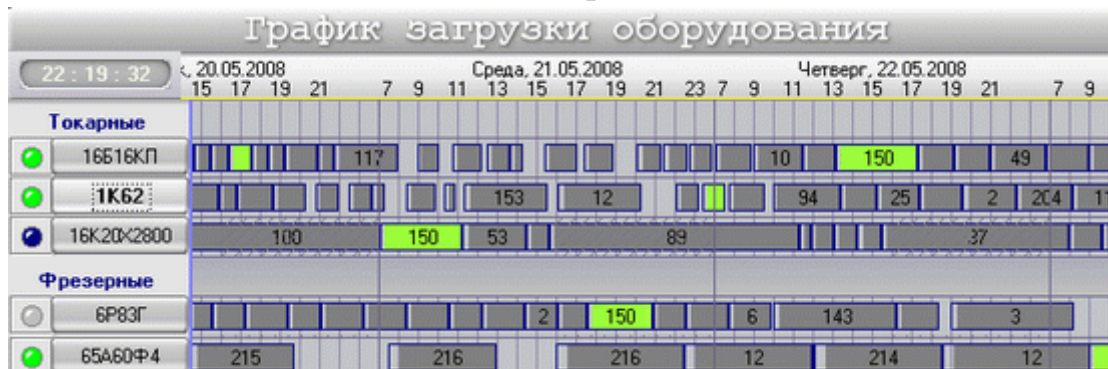 График загрузки оборудования
22 : 19 : 32
, 20.05.2008 Среда, 21.05.2008 Четверг, 22.05.2008
15 17 19 21 7 9 11 13 15 17 19 21 23 7 9 11 13 15 17 19 21 7 9
Токарные
16Б16КП 117 10 150 49
1К62 153 12 94 25 2 204 11
16К20Х2800 100 150 53 89 37
Фрезерные
6Р83Г 2 150 6 143 3
65А60Ф4 215 216 216 12 214 12